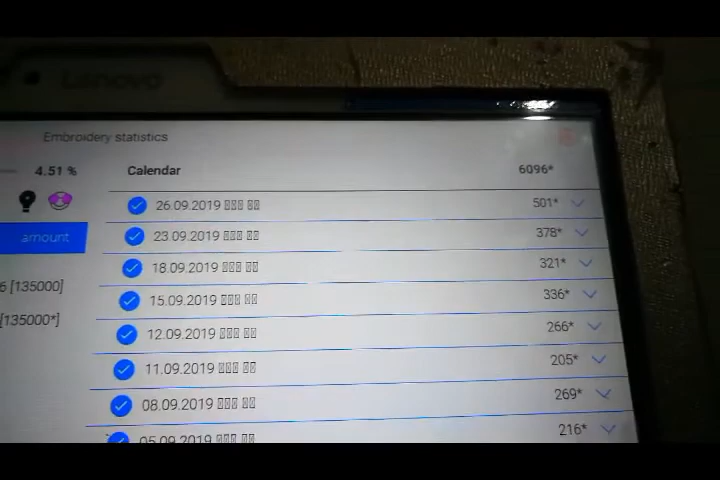 Lenovo
Embroidery statistics
4.51 %
Calendar 6096*
26.09.2019 501*
23.09.2019 378*
amount
18.09.2019 321*
6 [135000]
15.09.2019 336*
[135000*]
12.09.2019 266*
11.09.2019 205*
08.09.2019 269*
05.09.2019 216*